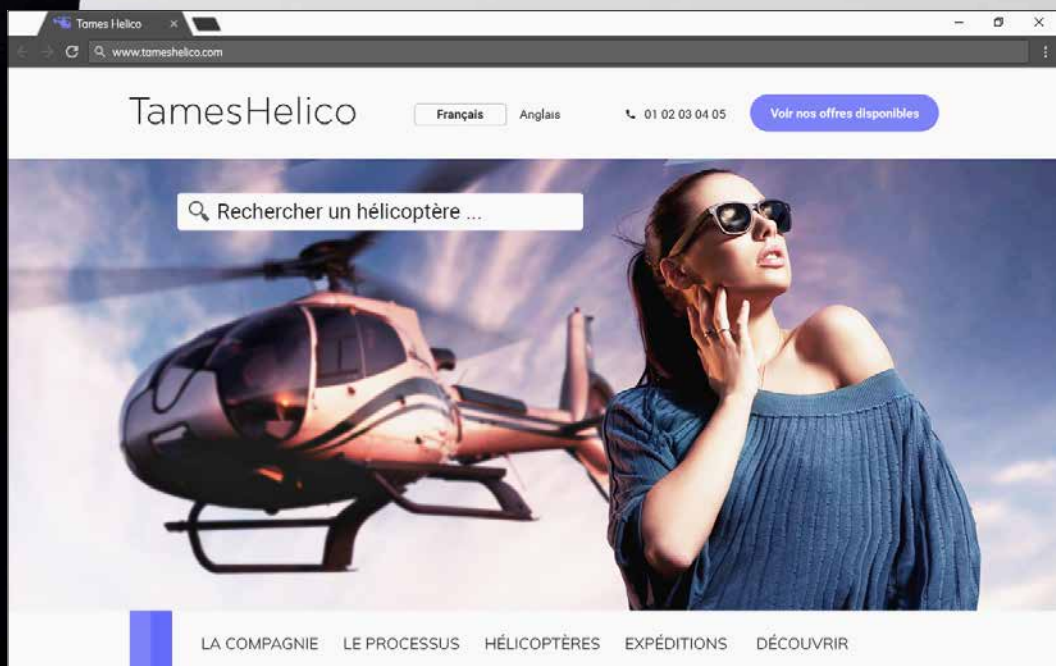 Tames Helico
www.tameshelico.com
TamesHelico
Français Anglais
01 02 03 04 05
Voir nos offres disponibles
Rechercher un hélicoptère ...
LA COMPAGNIE LE PROCESSUS HÉLICOPTÈRES EXPÉDITIONS DÉCOUVRIR